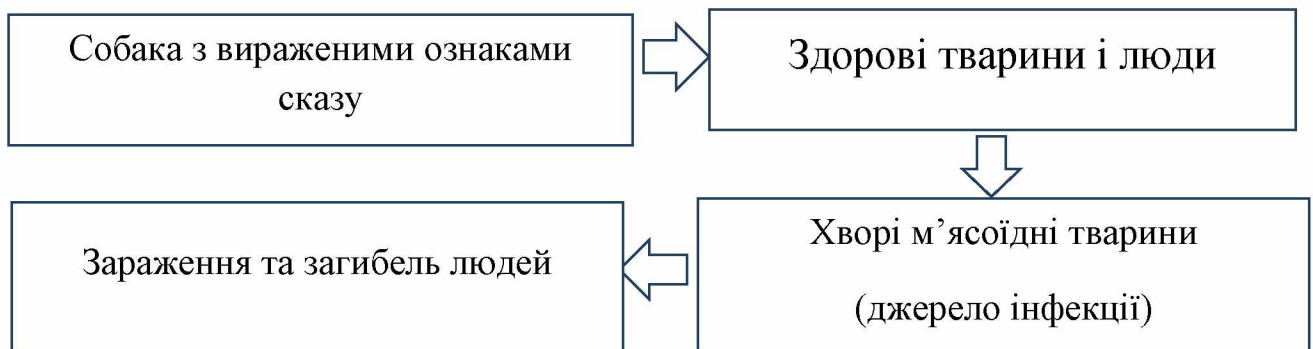 Собака з вираженими ознаками
сказу
Здорові тварини і люди
Хворі м’ясоїдні тварини
(джерело інфекції)
Зараження та загибель людей